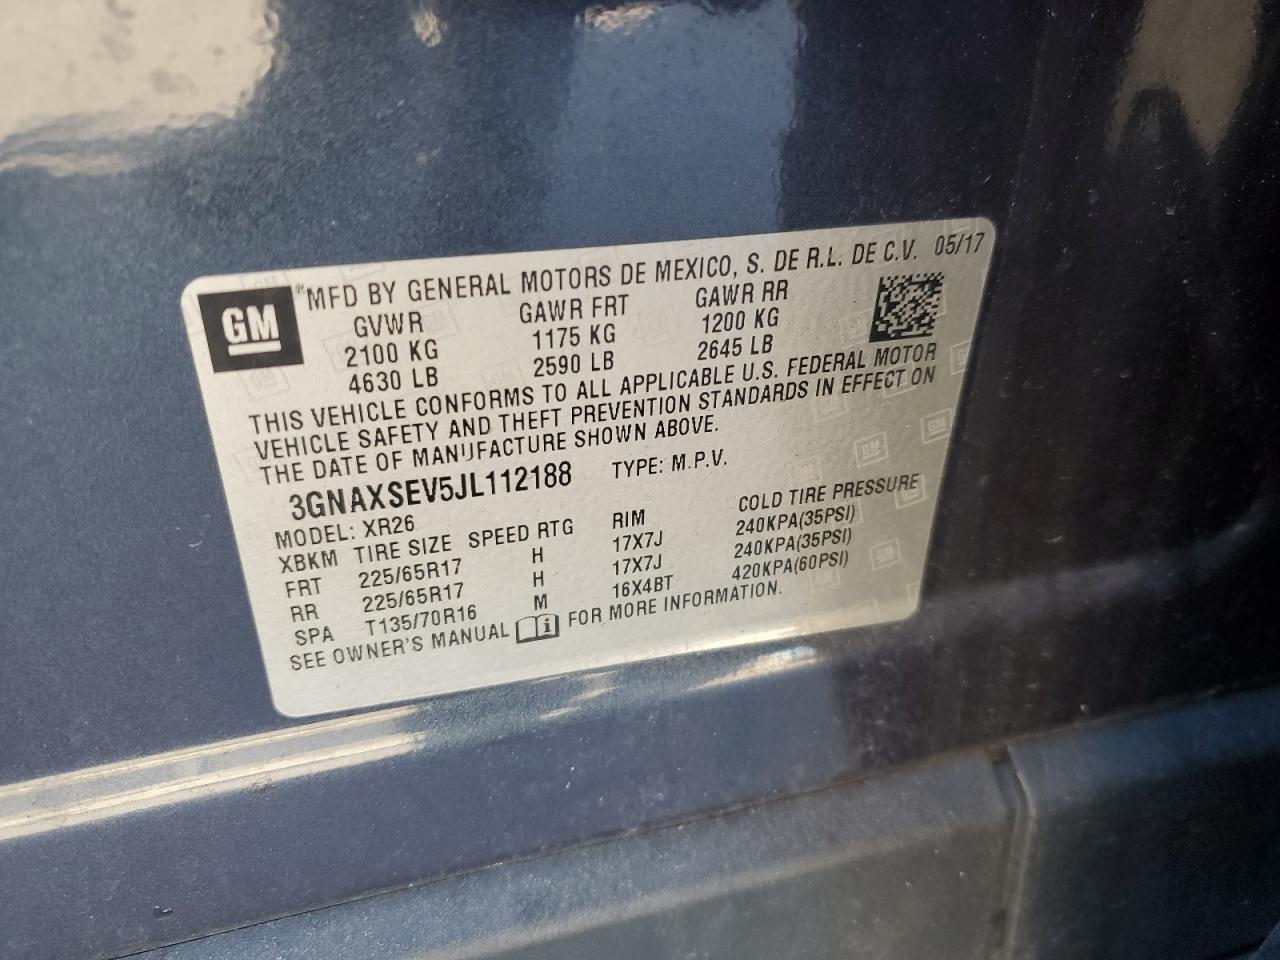 GM
® MFD BY GENERAL MOTORS DE MEXICO, S. DE R.L. DE C.V. 05/17
GVWR GAWR FRT GAWR RR
2100 KG 1175 KG 1200 KG
4630 LB 2590 LB 2645 LB
THIS VEHICLE CONFORMS TO ALL APPLICABLE U.S. FEDERAL MOTOR
VEHICLE SAFETY AND THEFT PREVENTION STANDARDS IN EFFECT ON
THE DATE OF MANUFACTURE SHOWN ABOVE.
3GNAXSEV5JL112188 TYPE: M.P.V.
MODEL: XR26
XBKM TIRE SIZE SPEED RTG RIM COLD TIRE PRESSURE
FRT 225/65R17 H 17X7J 240KPA(35PSI)
RR 225/65R17 H 17X7J 240KPA(35PSI)
SPA T135/70R16 M 16X4BT 420KPA(60PSI)
SEE OWNER'S MANUAL FOR MORE INFORMATION.